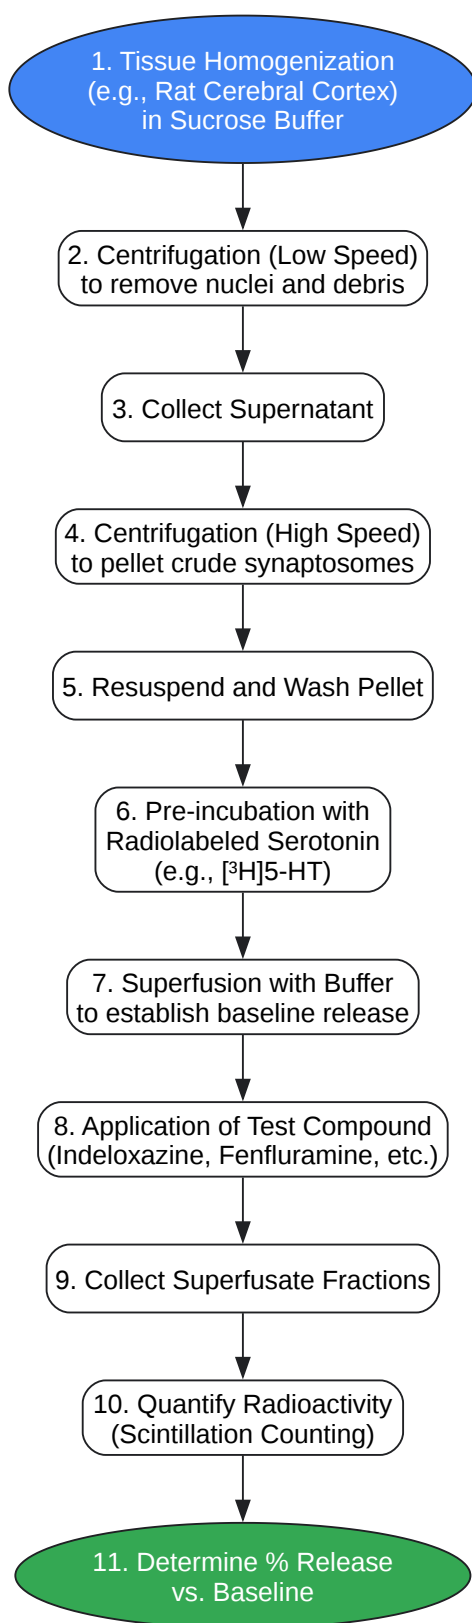 1. Tissue Homogenization
(e.g., Rat Cerebral Cortex)
in Sucrose Buffer
2. Centrifugation (Low Speed)
to remove nuclei and debris
3. Collect Supernatant
4. Centrifugation (High Speed)
to pellet crude synaptosomes
5. Resuspend and Wash Pellet
6. Pre-incubation with
Radiolabeled Serotonin
(e.g., [³H]5-HT)
7. Superfusion with Buffer
to establish baseline release
8. Application of Test Compound
(Indeloxazine, Fenfluramine, etc.)
9. Collect Superfusate Fractions
10. Quantify Radioactivity
(Scintillation Counting)
11. Determine % Release
vs. Baseline